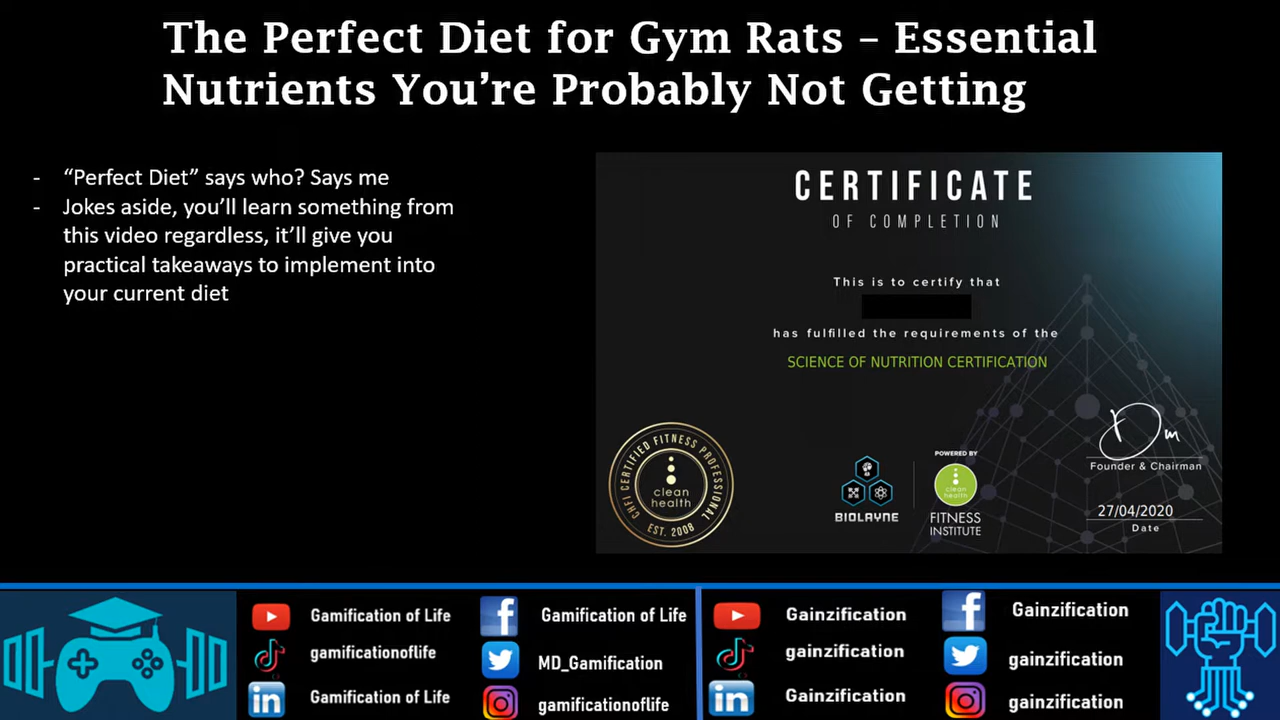 The Perfect Diet for Gym Rats – Essential
Nutrients You're Probably Not Getting
- “Perfect Diet” says who? Says me
- Jokes aside, you'll learn something from
this video regardless, it'll give you
practical takeaways to implement into
your current diet
CERTIFICATE
OF COMPLETION
This is to certify that
has fulfilled the requirements of the
SCIENCE OF NUTRITION CERTIFICATION
CHFI CERTIFIED FITNESS PROFESSIONAL
clean
health
EST. 2008
BIOLAYNE
POWERED BY
clean
health
FITNESS
INSTITUTE
Dm
Founder & Chairman
27/04/2020
Date
Gamification of Life
gamificationoflife
Gamification of Life
Gamification of Life
MD_Gamification
gamificationoflife
Gainzification
gainzification
Gainzification
Gainzification
gainzification
gainzification